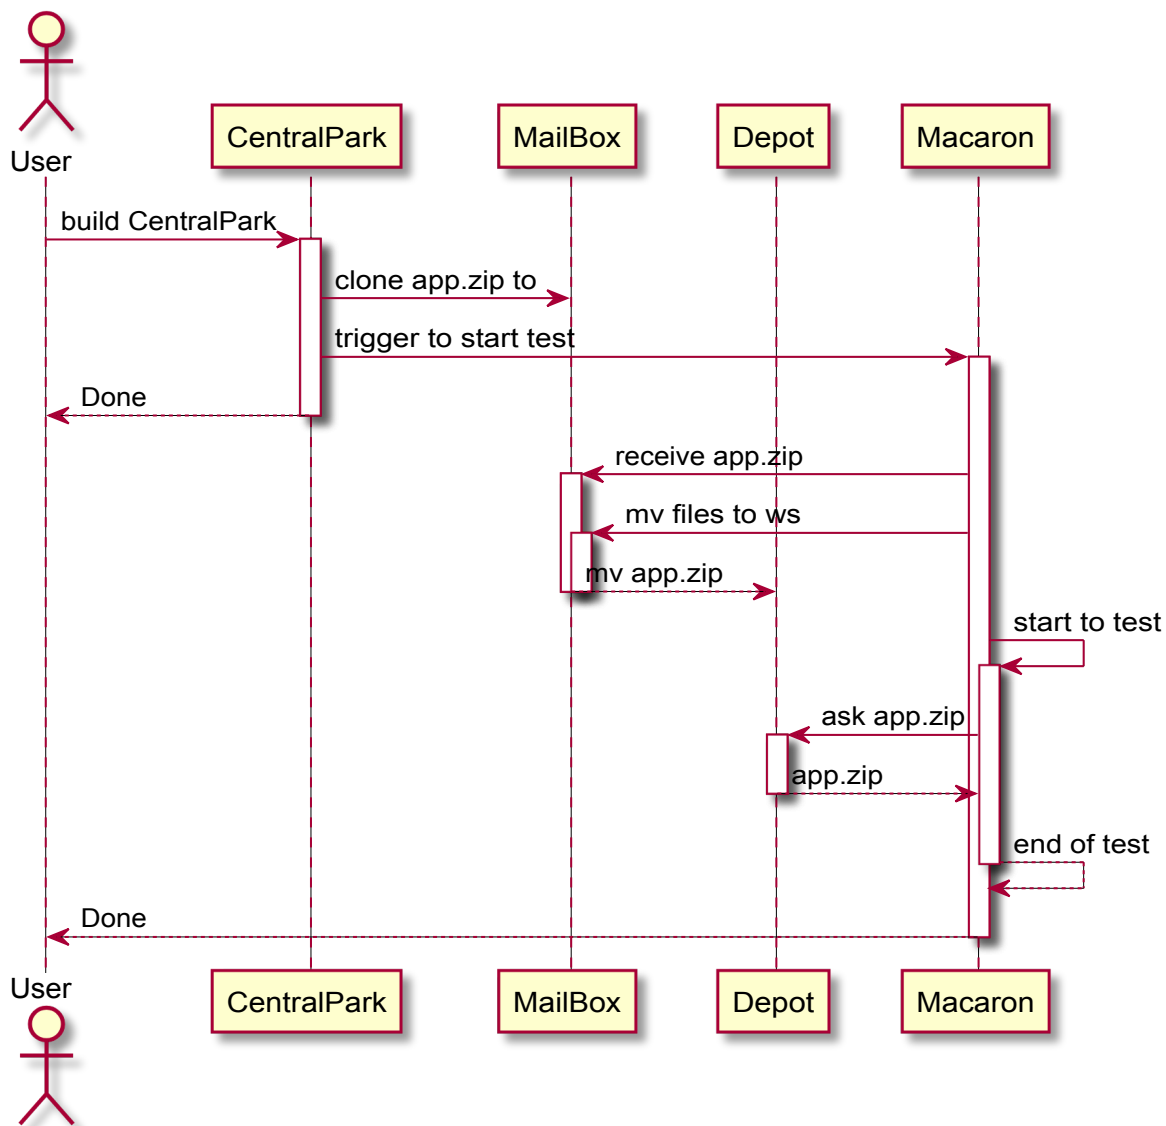 User
CentralPark
MailBox
Depot
Macaron
build CentralPark
clone app.zip to
trigger to start test
Done
receive app.zip
mv files to ws
mv app.zip
start to test
ask app.zip
app.zip
end of test
Done
User
CentralPark
MailBox
Depot
Macaron